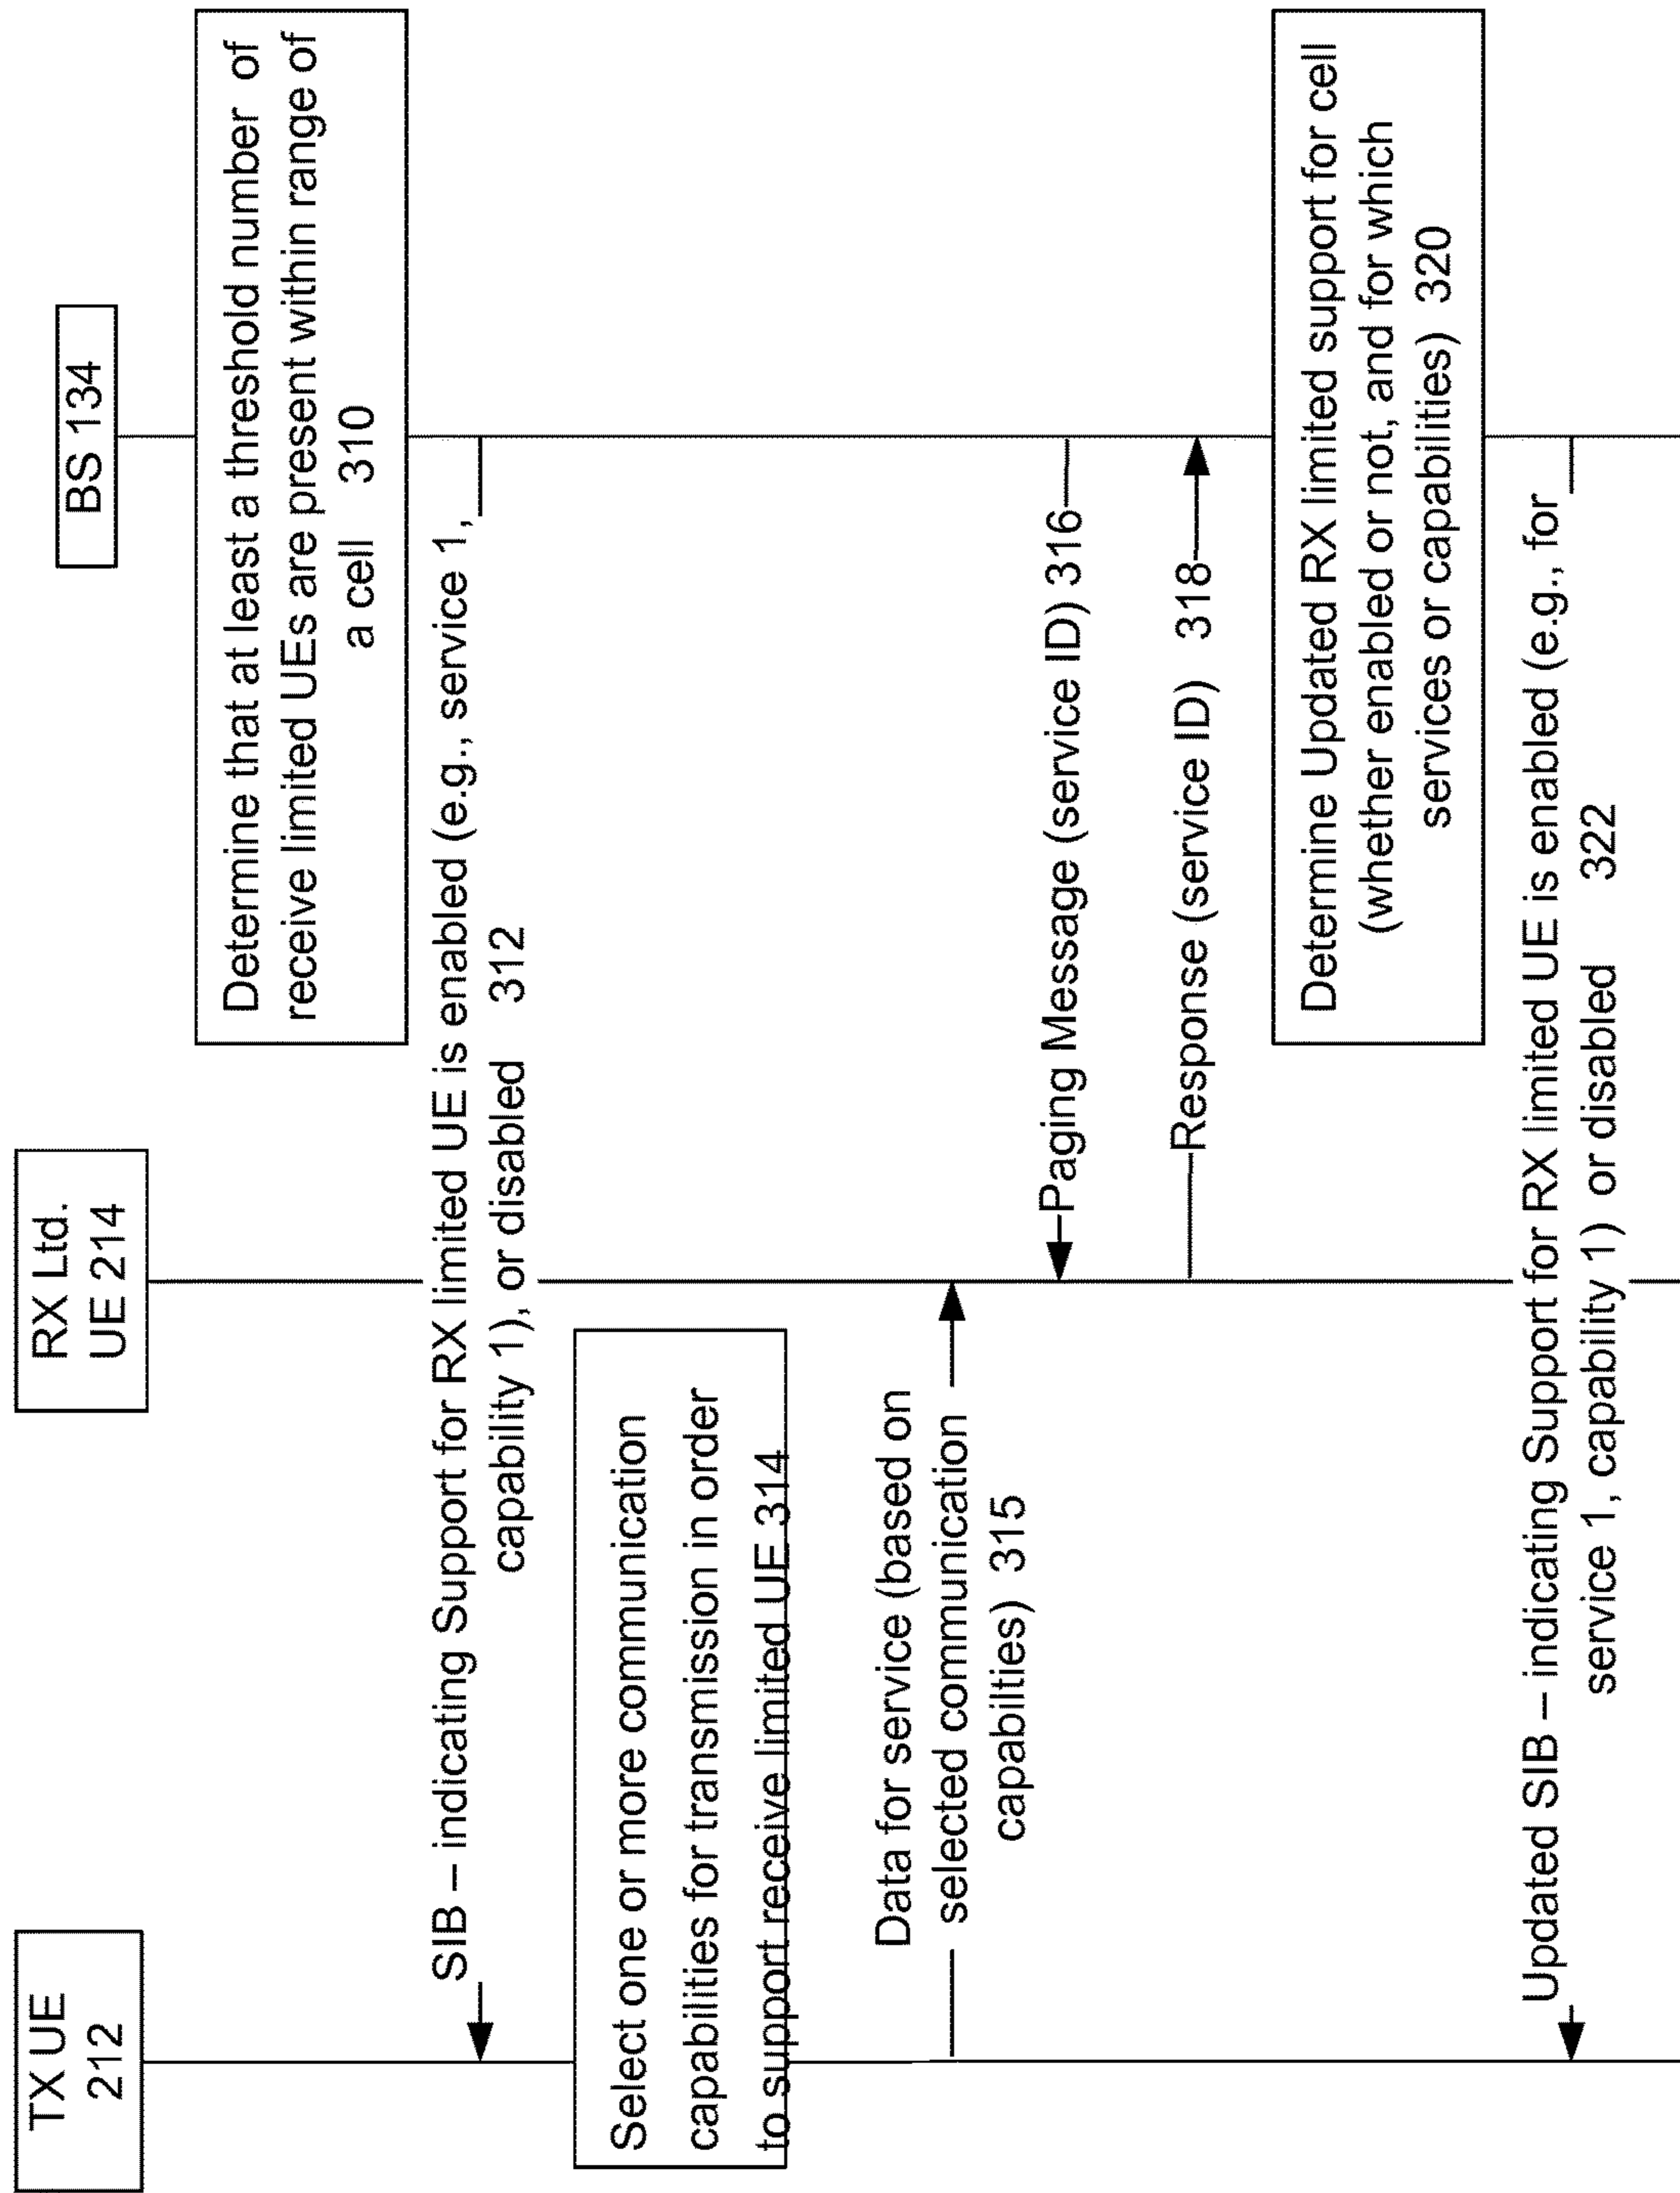 TX UE
212
RX Ltd.
UE 214
BS 134
Determine that at least a threshold number of
receive limited UEs are present within range of
a cell 310
SIB – indicating Support for RX limited UE is enabled (e.g., service 1,
capability 1), or disabled 312
Select one or more communication
capabilities for transmission in order
to support receive limited UE 314
Data for service (based on
selected communication
capabilties) 315
Paging Message (service ID) 316
Response (service ID) 318
Determine Updated RX limited support for cell
(whether enabled or not, and for which
services or capabilities) 320
Updated SIB – indicating Support for RX limited UE is enabled (e.g., for
service 1, capability 1) or disabled 322